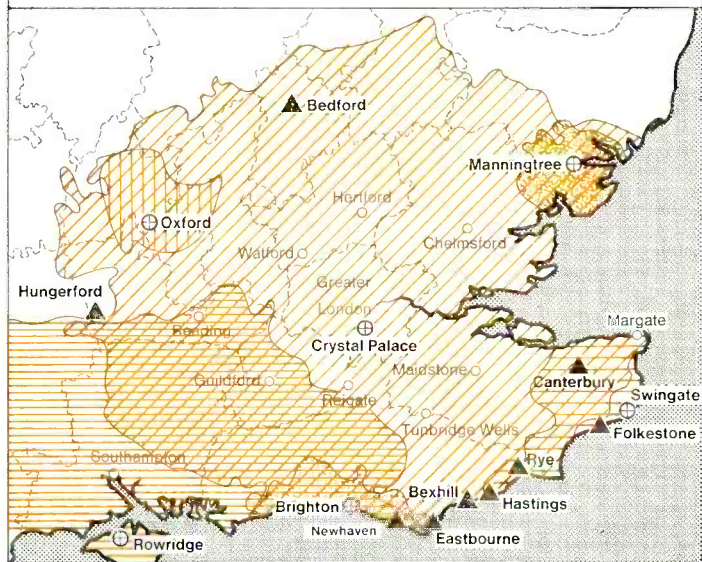 Bedford
Manningtree
Hertford
Oxford
Chelmsford
Watford
Greater
London
Hungerford
Reading
Crystal Palace
Margate
Maidstone
Canterbury
Guildford
Reigate
Swingate
Tunbridge Wells
Folkestone
Southampton
Rye
Bexhill
Hastings
Brighton
Newhaven
Eastbourne
Rowridge